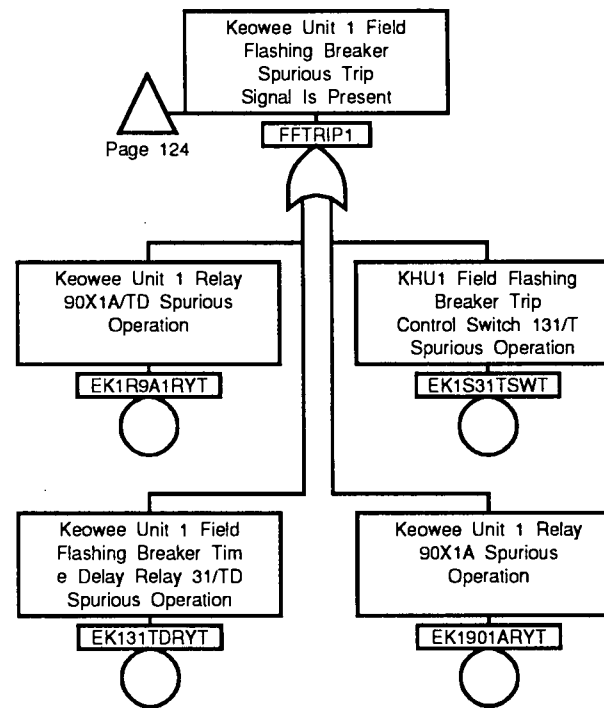 Keowee Unit 1 Field
Flashing Breaker
Spurious Trip
Signal Is Present
FFTRIP1
Page 124
Keowee Unit 1 Relay
90X1A/TD Spurious
Operation
EK1R9A1RYT
KHU1 Field Flashing
Breaker Trip
Control Switch 131/T
Spurious Operation
EK1S31TSWT
Keowee Unit 1 Field
Flashing Breaker Tim
e Delay Relay 31/TD
Spurious Operation
EK131TDRYT
Keowee Unit 1 Relay
90X1A Spurious
Operation
EK1901ARYT